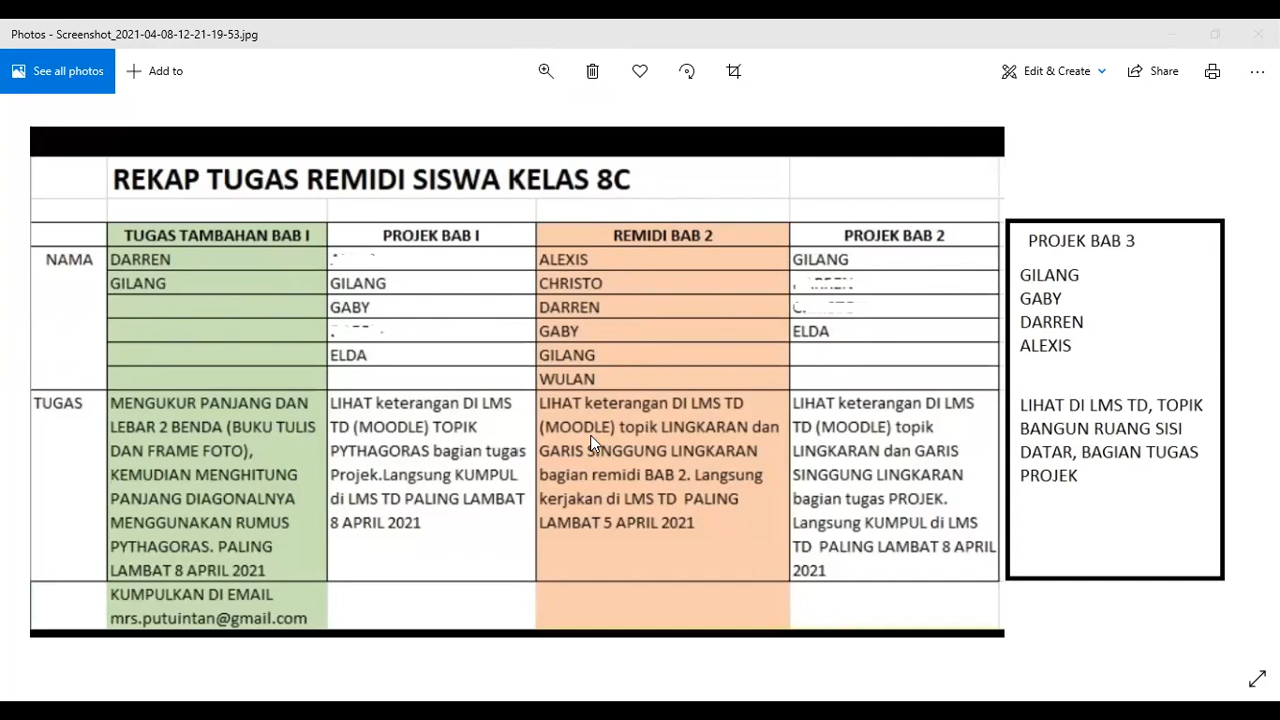 Photos - Screenshot_2021-04-08-12-21-19-53.jpg
See all photos
Add to
Edit & Create
Share
REKAP TUGAS REMIDI SISWA KELAS 8C
TUGAS TAMBAHAN BAB I
PROJEK BAB I
REMIDI BAB 2
PROJEK BAB 2
NAMA
DARREN
ALEXIS
GILANG
GILANG
GILANG
CHRISTO
GABY
DARREN
GABY
ELDA
ELDA
GILANG
WULAN
TUGAS
MENGUKUR PANJANG DAN
LEBAR 2 BENDA (BUKU TULIS
DAN FRAME FOTO),
KEMUDIAN MENGHITUNG
PANJANG DIAGONALNYA
MENGGUNAKAN RUMUS
PYTHAGORAS. PALING
LAMBAT 8 APRIL 2021
KUMPULKAN DI EMAIL
mrs.putuintan@gmail.com
LIHAT keterangan DI LMS
TD (MOODLE) TOPIK
PYTHAGORAS bagian tugas
Projek.Langsung KUMPUL
di LMS TD PALING LAMBAT
8 APRIL 2021
LIHAT keterangan DI LMS TD
(MOODLE) topik LINGKARAN dan
GARIS SINGGUNG LINGKARAN
bagian remidi BAB 2. Langsung
kerjakan di LMS TD PALING
LAMBAT 5 APRIL 2021
LIHAT keterangan DI LMS
TD (MOODLE) topik
LINGKARAN dan GARIS
SINGGUNG LINGKARAN
bagian tugas PROJEK.
Langsung KUMPUL di LMS
TD PALING LAMBAT 8 APRIL
2021
PROJEK BAB 3
GILANG
GABY
DARREN
ALEXIS
LIHAT DI LMS TD, TOPIK
BANGUN RUANG SISI
DATAR, BAGIAN TUGAS
PROJEK